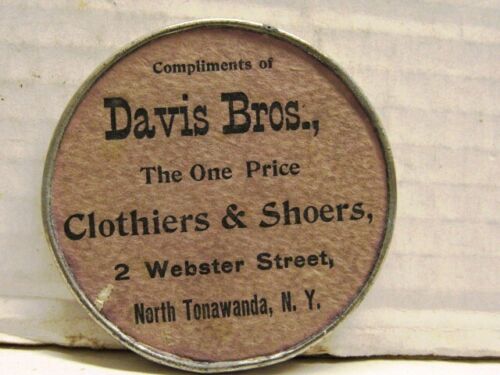 Compliments of
Davis Bros.,
The One Price
Clothiers & Shoers,
2 Webster Street,
North Tonawanda, N. Y.